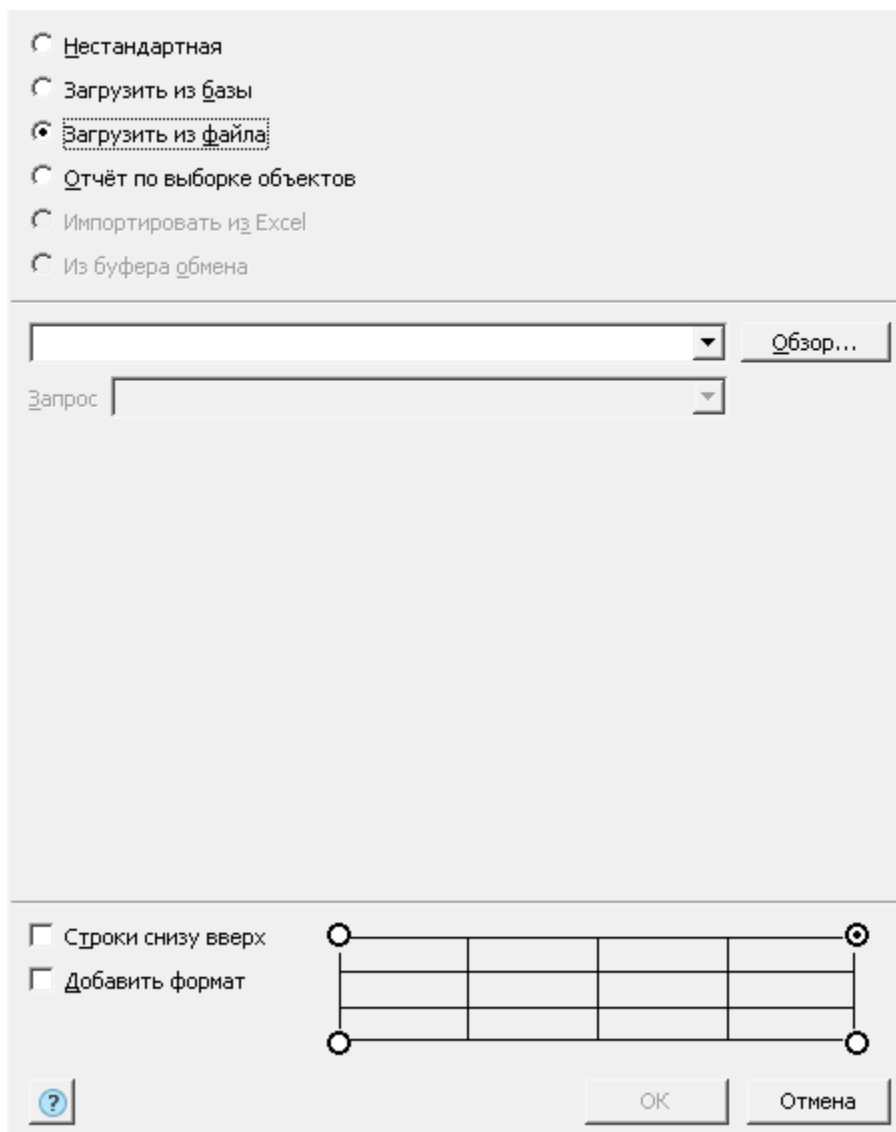 Нестандартная
Загрузить из базы
Загрузить из файла
Отчёт по выборке объектов
Импортировать из Excel
Из буфера обмена
Обзор...
Запрос
Строки снизу вверх
Добавить формат
?
ОК
Отмена